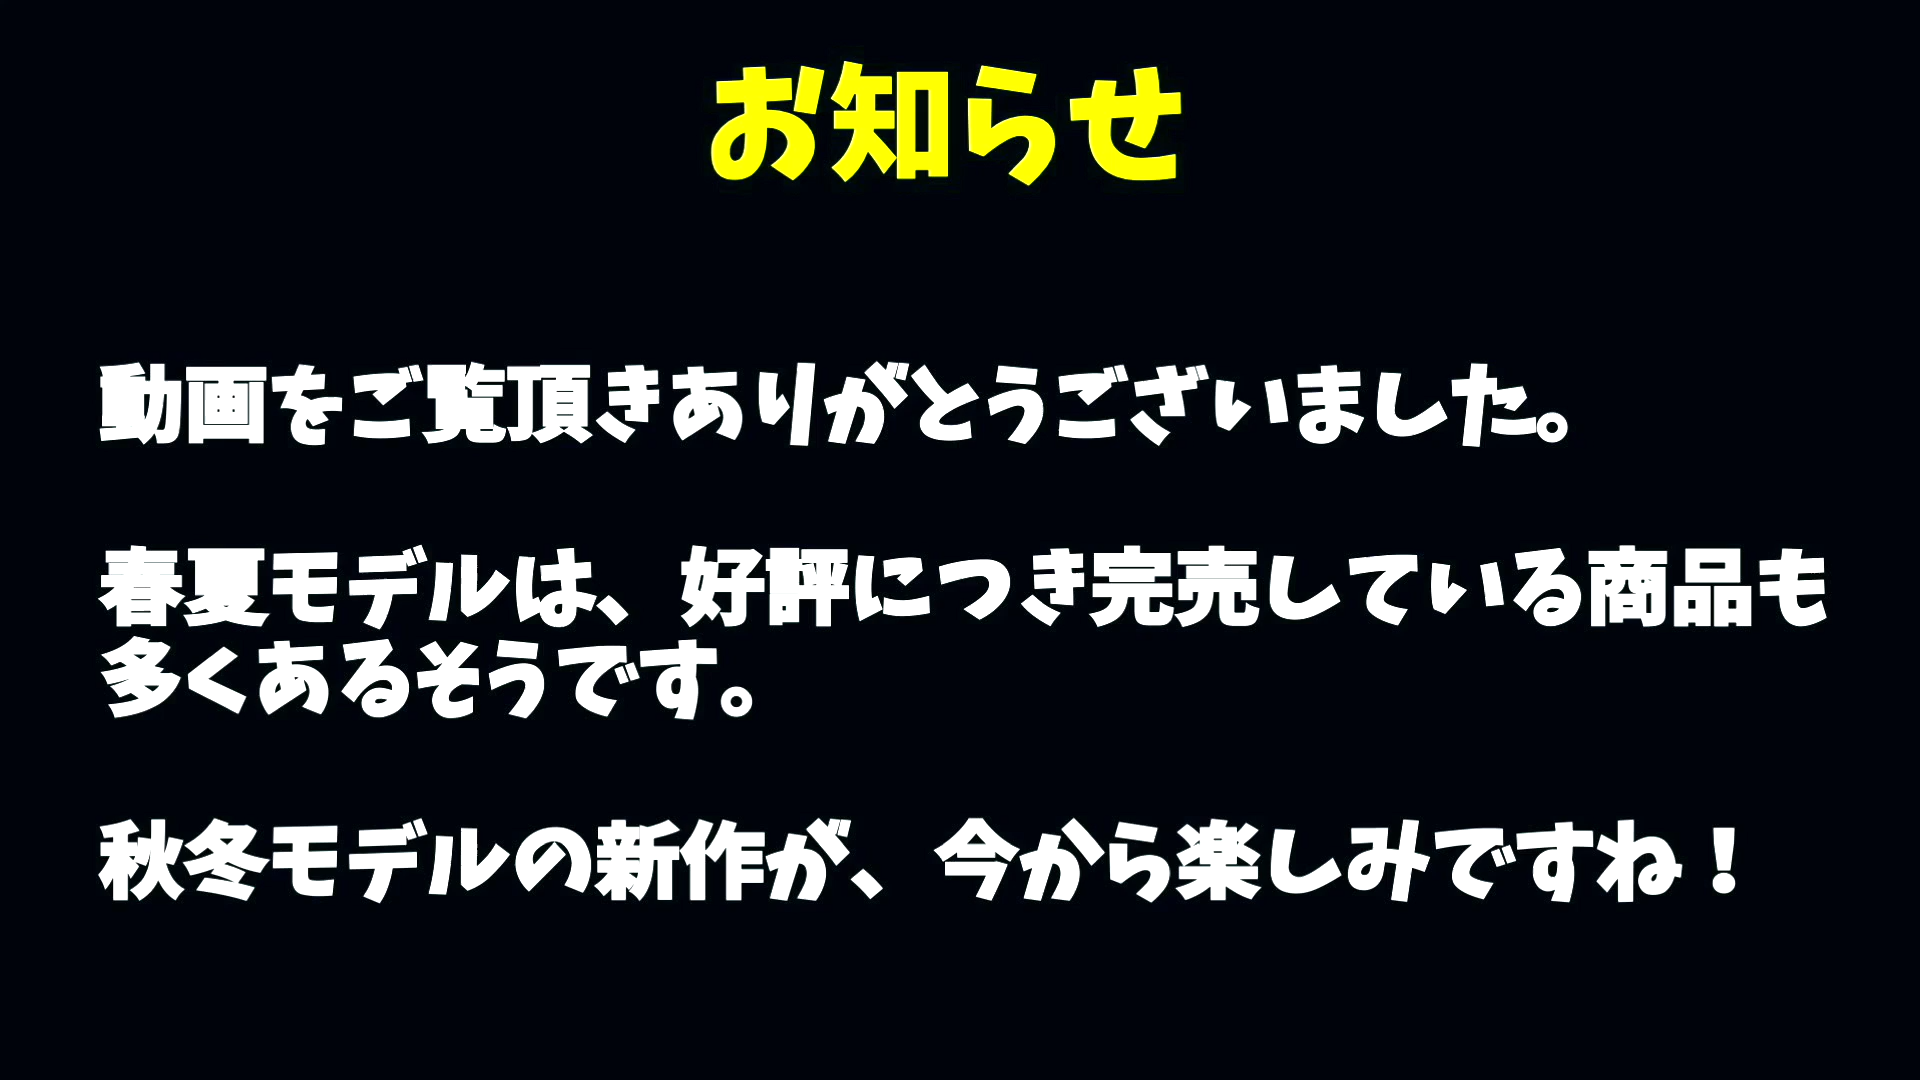 お知らせ
動画をご覧頂きありがとうございました。
春夏モデルは、好評につき完売している商品も
多くあるそうです。
秋冬モデルの新作が、今から楽しみですね！